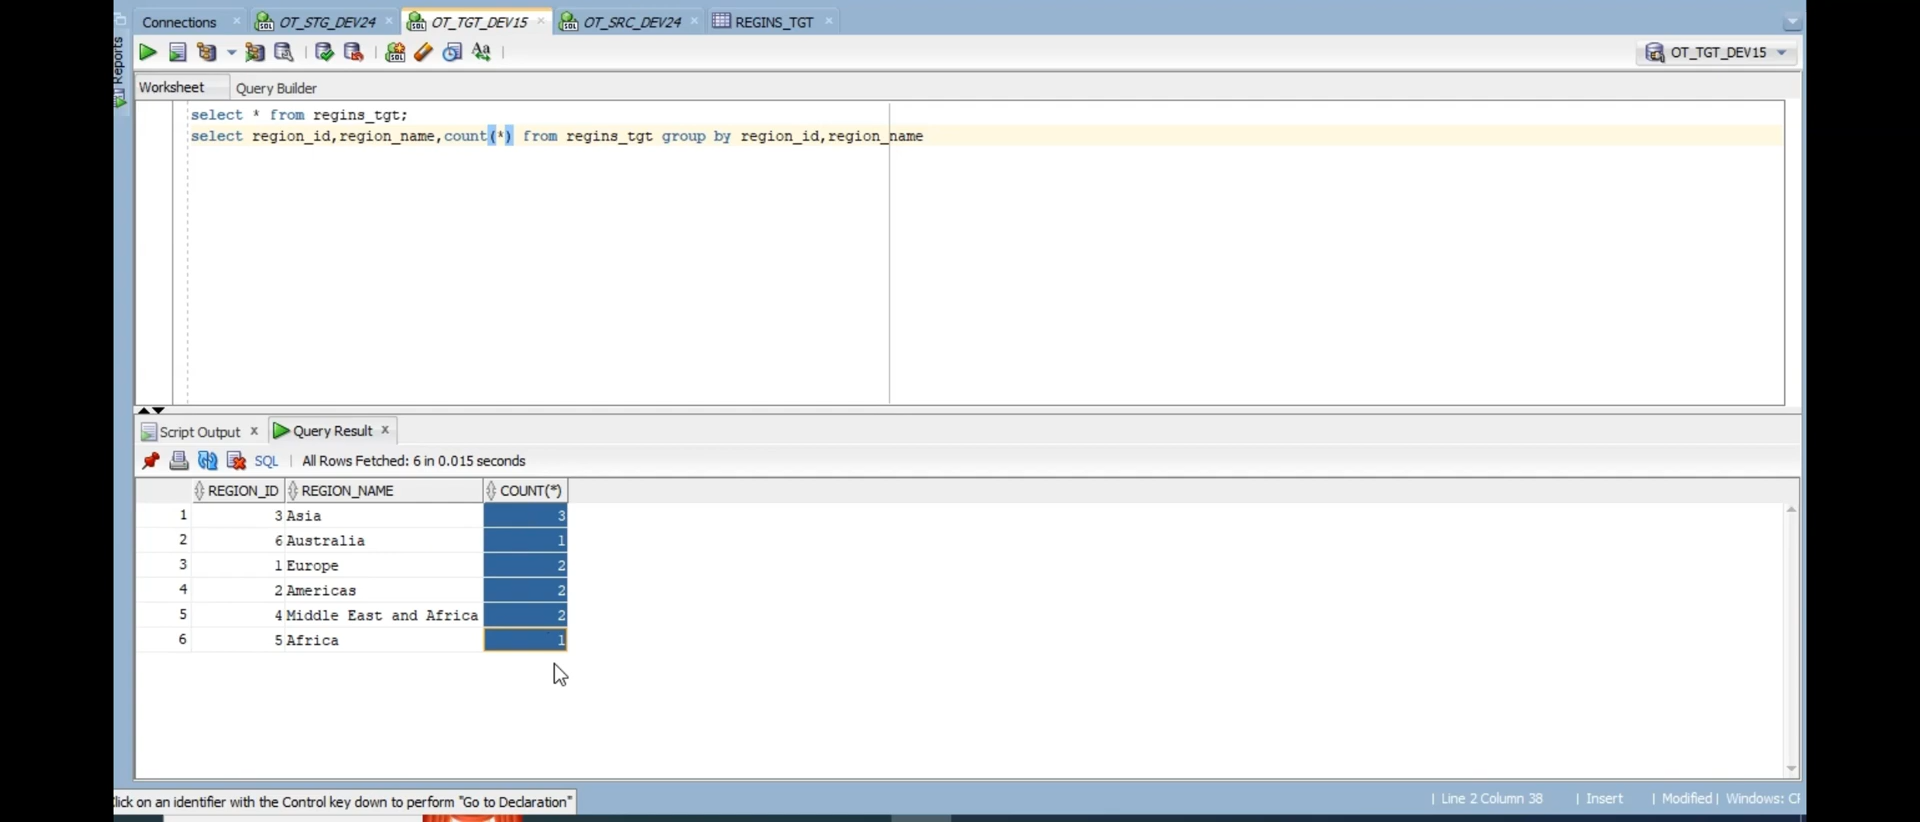 Connections
OT_STG_DEV24
OT_TGT_DEV15
OT_SRC_DEV24
REGINS_TGT
OT_TGT_DEV15
Reports
Worksheet
Query Builder
select * from regins_tgt;
select region_id,region_name,count(*) from regins_tgt group by region_id,region_name
Script Output
Query Result
SQL | All Rows Fetched: 6 in 0.015 seconds
REGION_ID REGION_NAME COUNT(*)
1 3 Asia 3
2 6 Australia 1
3 1 Europe 2
4 2 Americas 2
5 4 Middle East and Africa 2
6 5 Africa 1
lick on an identifier with the Control key down to perform "Go to Declaration"
| Line 2 Column 38 | Insert | Modified | Windows: